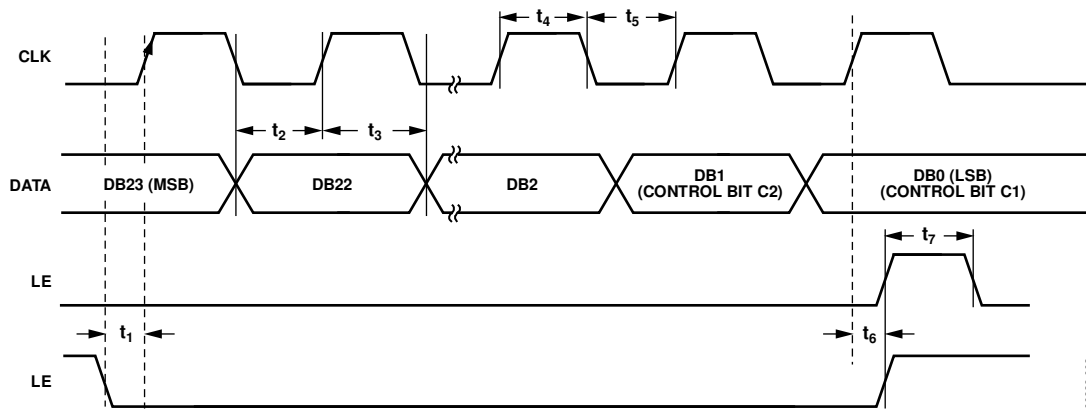 t4
t5
CLK
t2
t3
DATA
DB23 (MSB)
DB22
DB2
DB1
(CONTROL BIT C2)
DB0 (LSB)
(CONTROL BIT C1)
t7
LE
t1
t6
LE